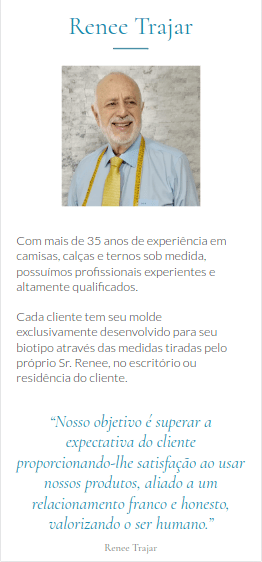 Renee Trajar
Com mais de 35 anos de experiência em
camisas, calças e ternos sob medida,
possuímos profissionais experientes e
altamente qualificados.
Cada cliente tem seu molde
exclusivamente desenvolvido para seu
biotipo através das medidas tiradas pelo
próprio Sr. Renee, no escritório ou
residência do cliente.
“Nosso objetivo é superar a
expectativa do cliente
proporcionando-lhe satisfação ao usar
nossos produtos, aliado a um
relacionamento franco e honesto,
valorizando o ser humano.”
Renee Trajar